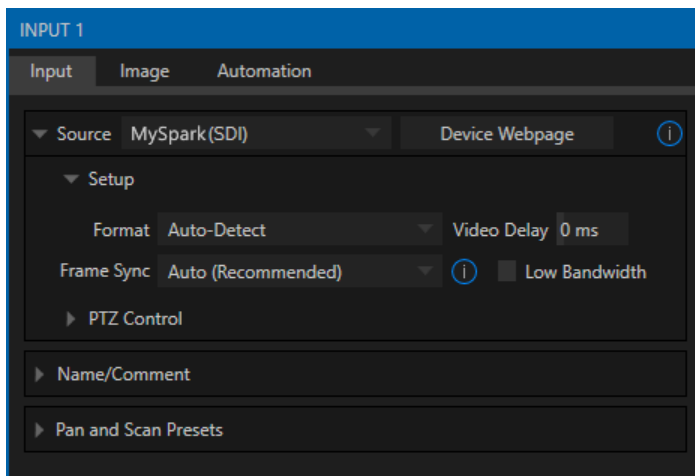 INPUT 1
Input Image Automation
Source MySpark(SDI) Device Webpage i
Setup
Format Auto-Detect Video Delay 0 ms
Frame Sync Auto (Recommended) i Low Bandwidth
PTZ Control
Name/Comment
Pan and Scan Presets